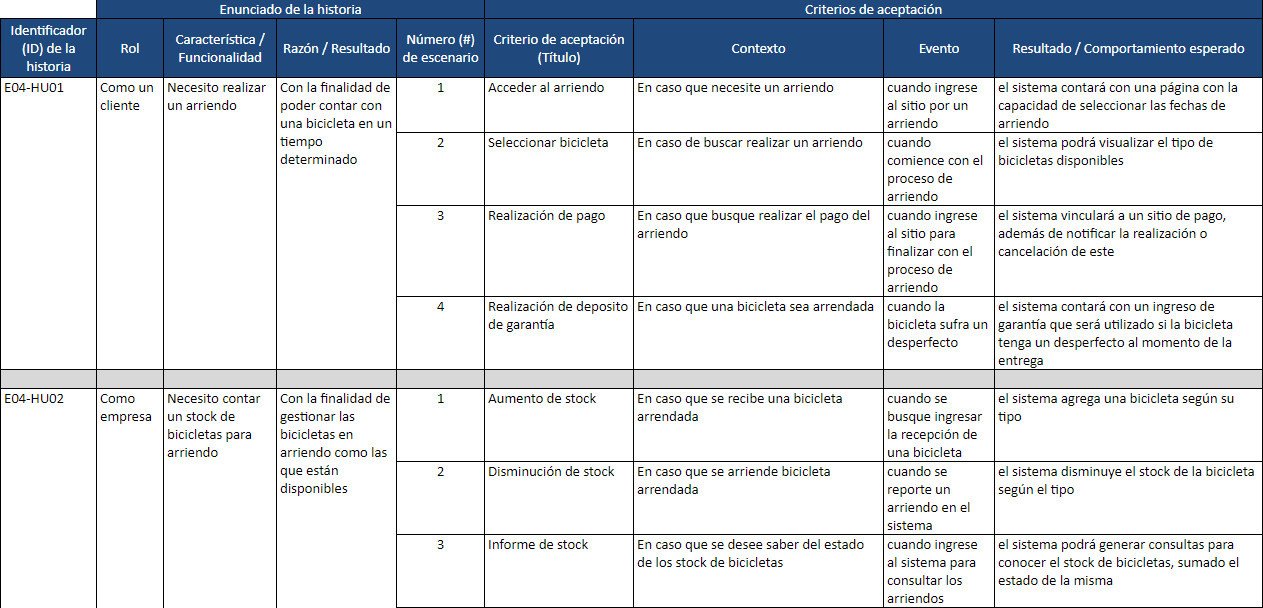 Enunciado de la historia
Criterios de aceptación
Identificador
(ID) de la
historia
Rol
Característica /
Funcionalidad
Razón / Resultado
Número (#)
de escenario
Criterio de aceptación
(Título)
Contexto
Evento
Resultado / Comportamiento esperado
E04-HU01
Como un
cliente
Necesito realizar
un arriendo
Con la finalidad de
poder contar con
una bicicleta en un
tiempo
determinado
1
Acceder al arriendo
En caso que necesite un arriendo
cuando ingrese
al sitio por un
arriendo
el sistema contará con una página con la
capacidad de seleccionar las fechas de
arriendo
2
Seleccionar bicicleta
En caso de buscar realizar un arriendo
cuando
comience con el
proceso de
arriendo
el sistema podrá visualizar el tipo de
bicicletas disponibles
3
Realización de pago
En caso que busque realizar el pago del
arriendo
cuando ingrese
al sitio para
finalizar con el
proceso de
arriendo
el sistema vinculará a un sitio de pago,
además de notificar la realización o
cancelación de este
4
Realización de deposito
de garantía
En caso que una bicicleta sea arrendada
cuando la
bicicleta sufra un
desperfecto
el sistema contará con un ingreso de
garantía que será utilizado si la bicicleta
tenga un desperfecto al momento de la
entrega
E04-HU02
Como
empresa
Necesito contar
un stock de
bicicletas para
arriendo
Con la finalidad de
gestionar las
bicicletas en
arriendo como las
que están
disponibles
1
Aumento de stock
En caso que se recibe una bicicleta
arrendada
cuando se
busque ingresar
la recepción de
una bicicleta
el sistema agrega una bicicleta según su
tipo
2
Disminución de stock
En caso que se arriende bicicleta
arrendada
cuando se
reporte un
arriendo en el
sistema
el sistema disminuye el stock de la bicicleta
según el tipo
3
Informe de stock
En caso que se desee saber del estado
de los stock de bicicletas
cuando ingrese
al sistema para
consultar los
arriendos
el sistema podrá generar consultas para
conocer el stock de bicicletas, sumado el
estado de la misma